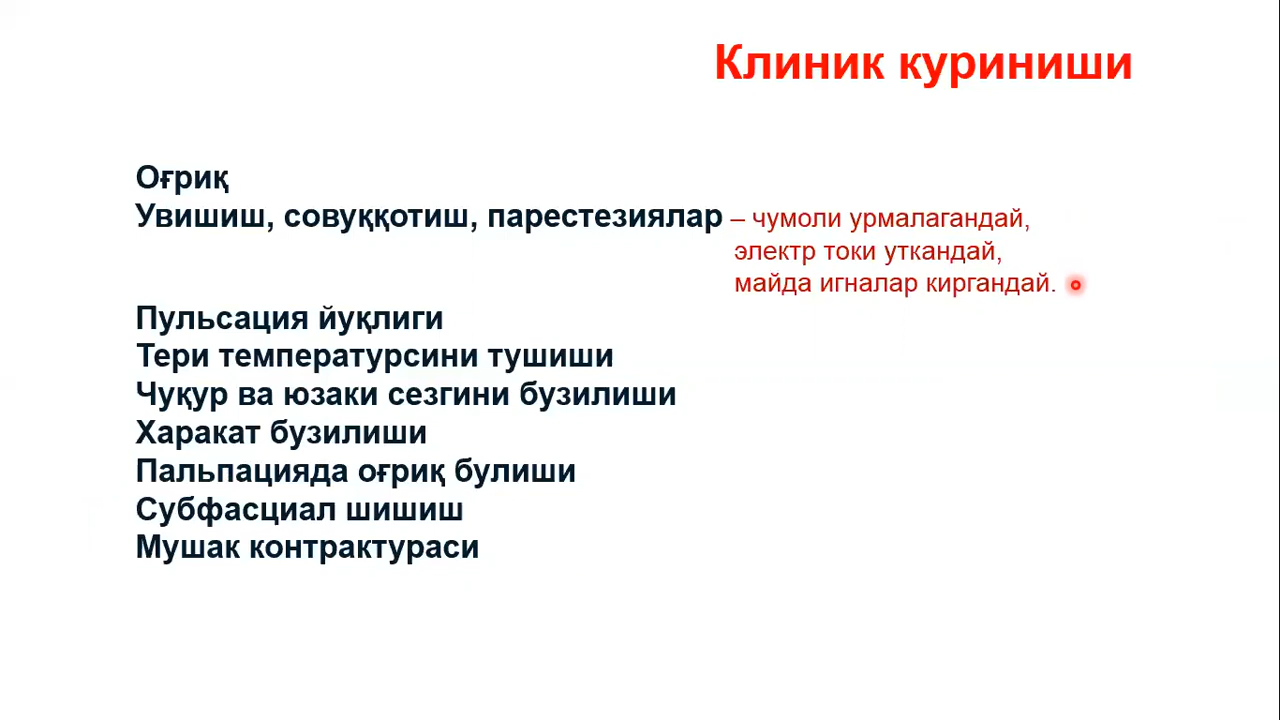 Клиник куриниши
Оғриқ
Увишиш, совуққотиш, парестезиялар – чумоли урмалагандай,
электр токи уткандай,
майда игналар киргандай.
Пульсация йуқлиги
Тери температурсини тушиши
Чуқур ва юзаки сезгини бузилиши
Харакат бузилиши
Пальпацияда оғриқ булиши
Субфасциал шишиш
Мушак контрактураси